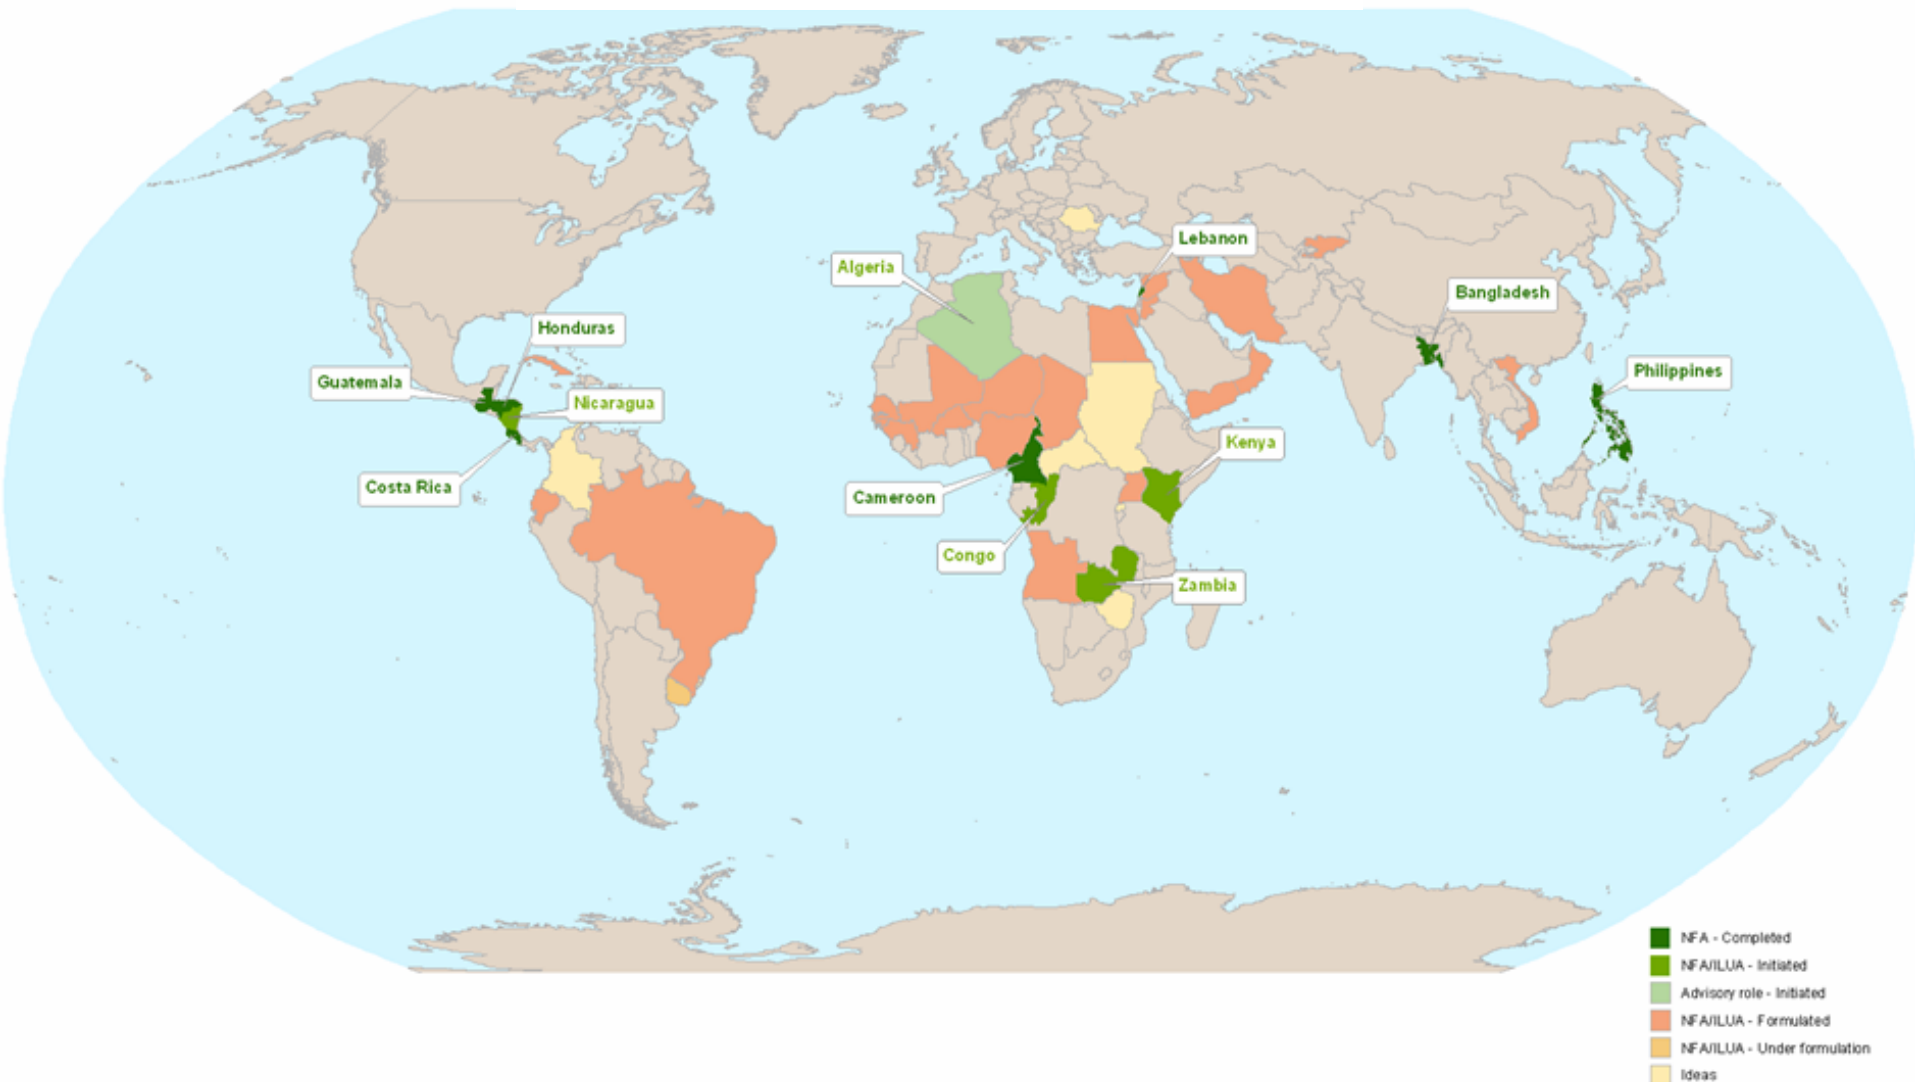 Lebanon
Algeria
Bangladesh
Honduras
Philippines
Guatemala
Nicaragua
Kenya
Costa Rica
Cameroon
Congo
Zambia
NFA - Completed
NFA/ILUA - Initiated
Advisory role - Initiated
NFA/ILUA - Formulated
NFA/ILUA - Under formulation
Ideas